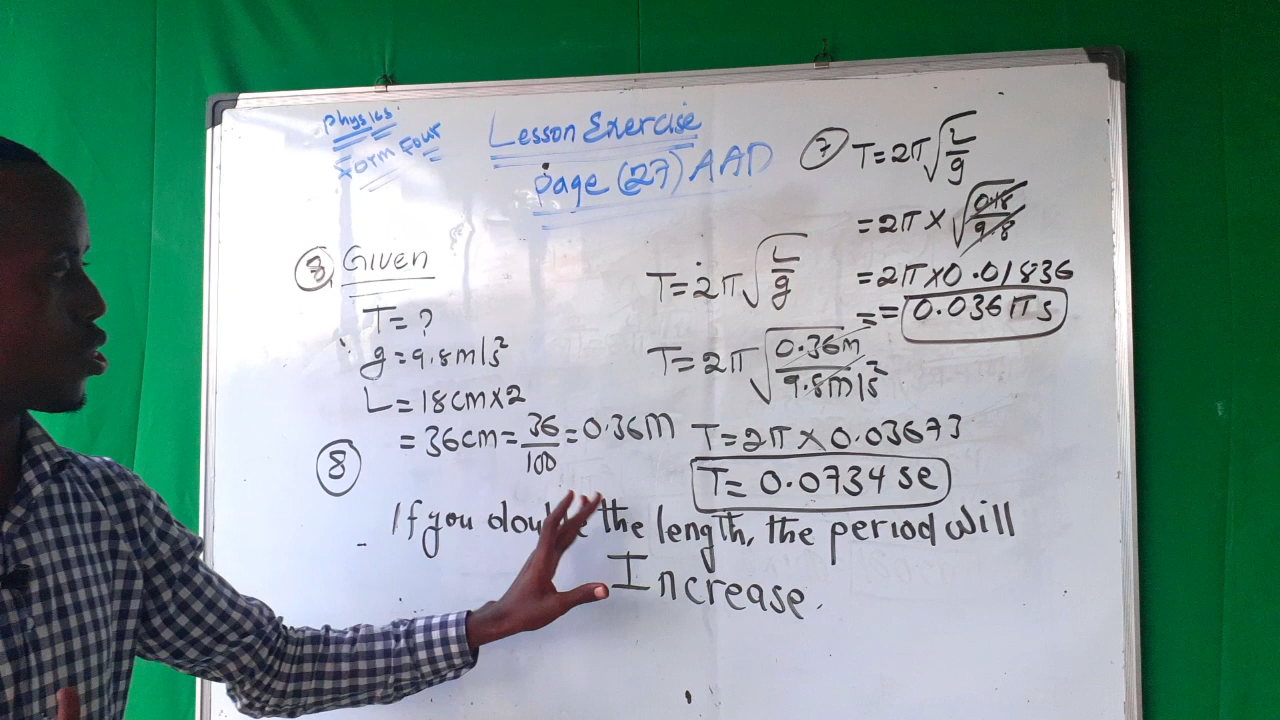 Physics.
Form Four
Lesson Exercise
Page (27) AAD
⑦ T=2π√(L/g)
=2π×√(0.18/9.8)
=2π×0.01836
== 0.036πs
⑧ Given
T=?
g=9.8m/s²
L=18cm×2
=36cm=36/100=0.36m
T=2π√(L/g)
T=2π√(0.36m/9.8m/s²)
T=2π×0.03673
T=0.0734 se
⑧
If you double the length, the period will
Increase.